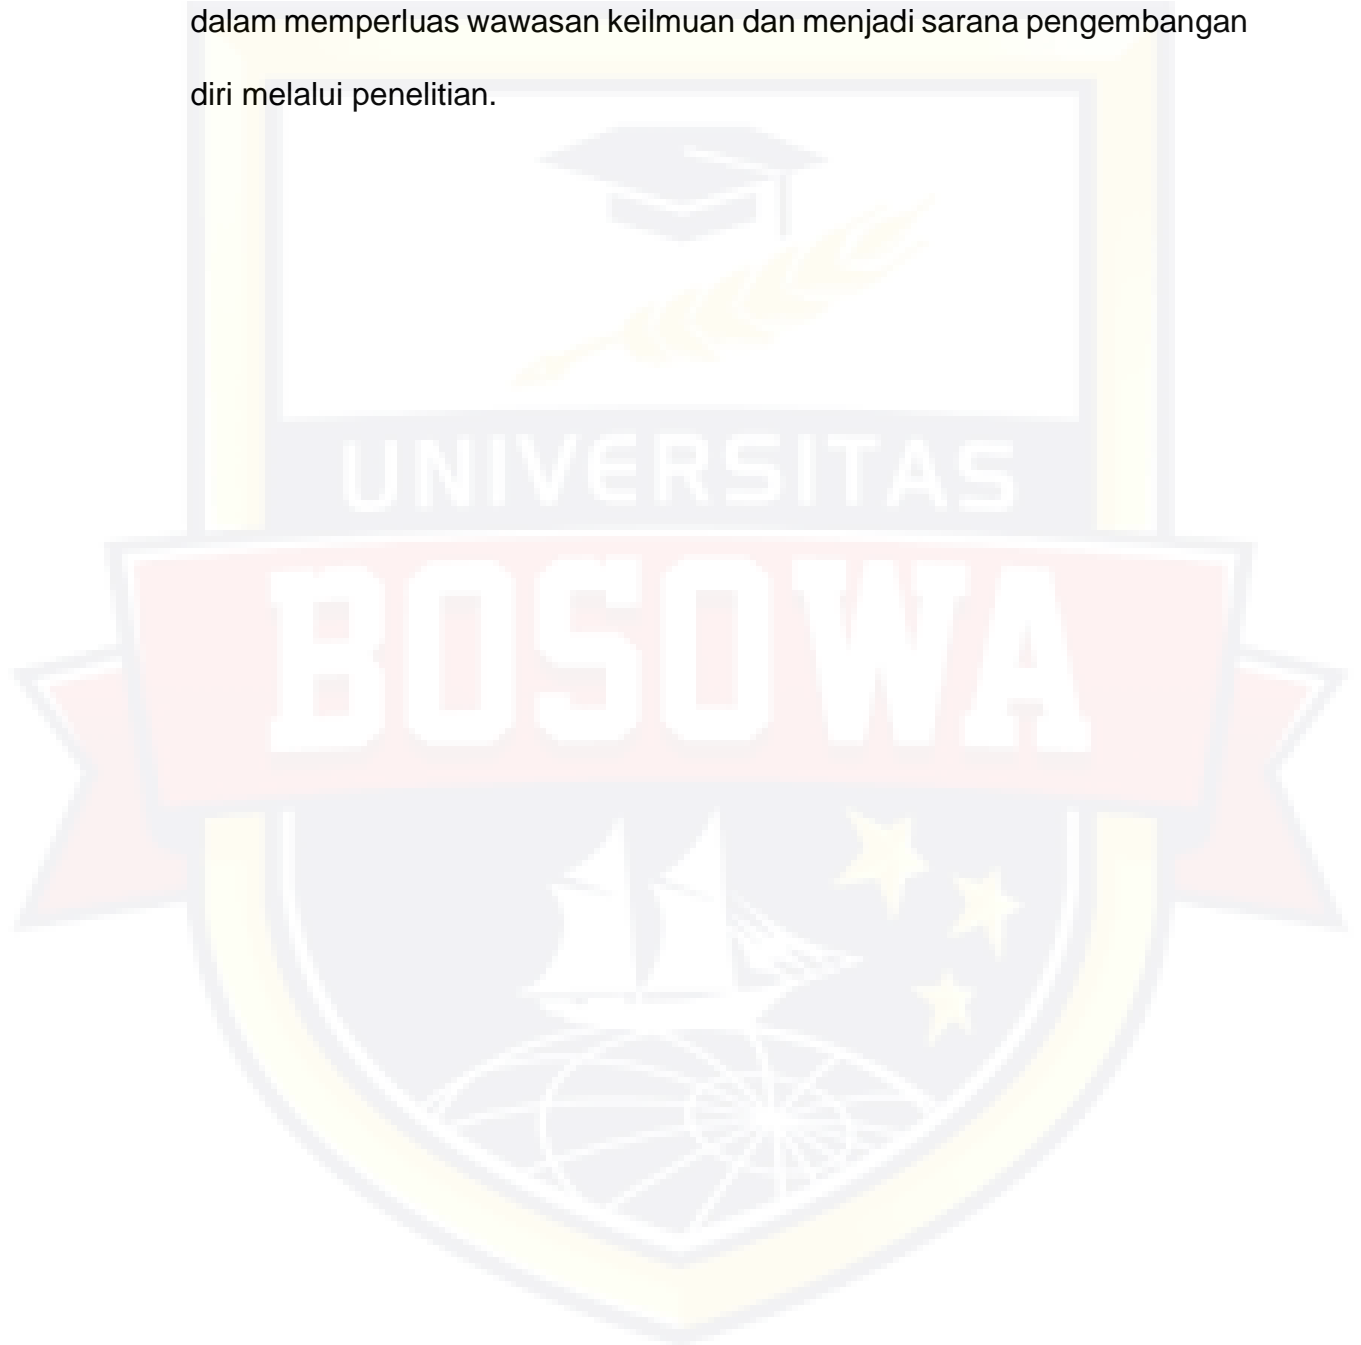 dalam memperluas wawasan keilmuan dan menjadi sarana pengembangan
diri melalui penelitian.
UNIVERSITAS
BOSOWA